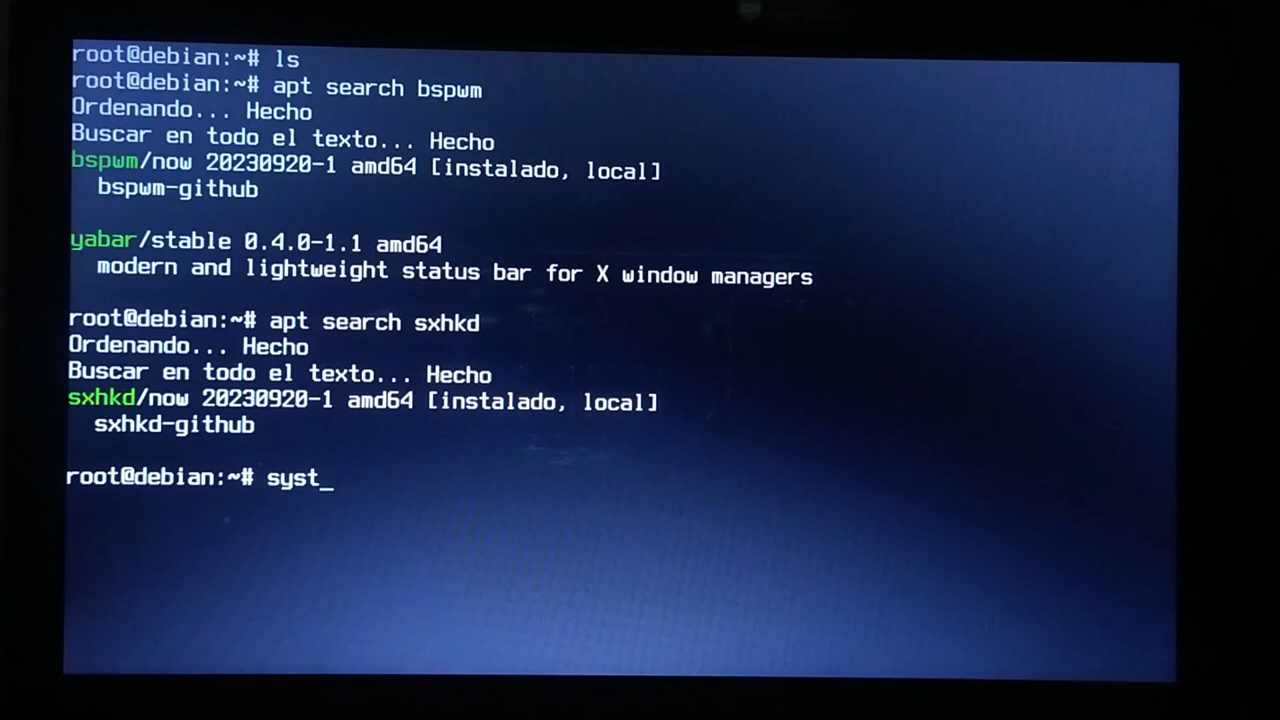 root@debian:~# ls
root@debian:~# apt search bspwm
Ordenando... Hecho
Buscar en todo el texto... Hecho
bspwm/now 20230920-1 amd64 [instalado, local]
  bspwm-github

yabar/stable 0.4.0-1.1 amd64
  modern and lightweight status bar for X window managers

root@debian:~# apt search sxhkd
Ordenando... Hecho
Buscar en todo el texto... Hecho
sxhkd/now 20230920-1 amd64 [instalado, local]
  sxhkd-github

root@debian:~# syst_